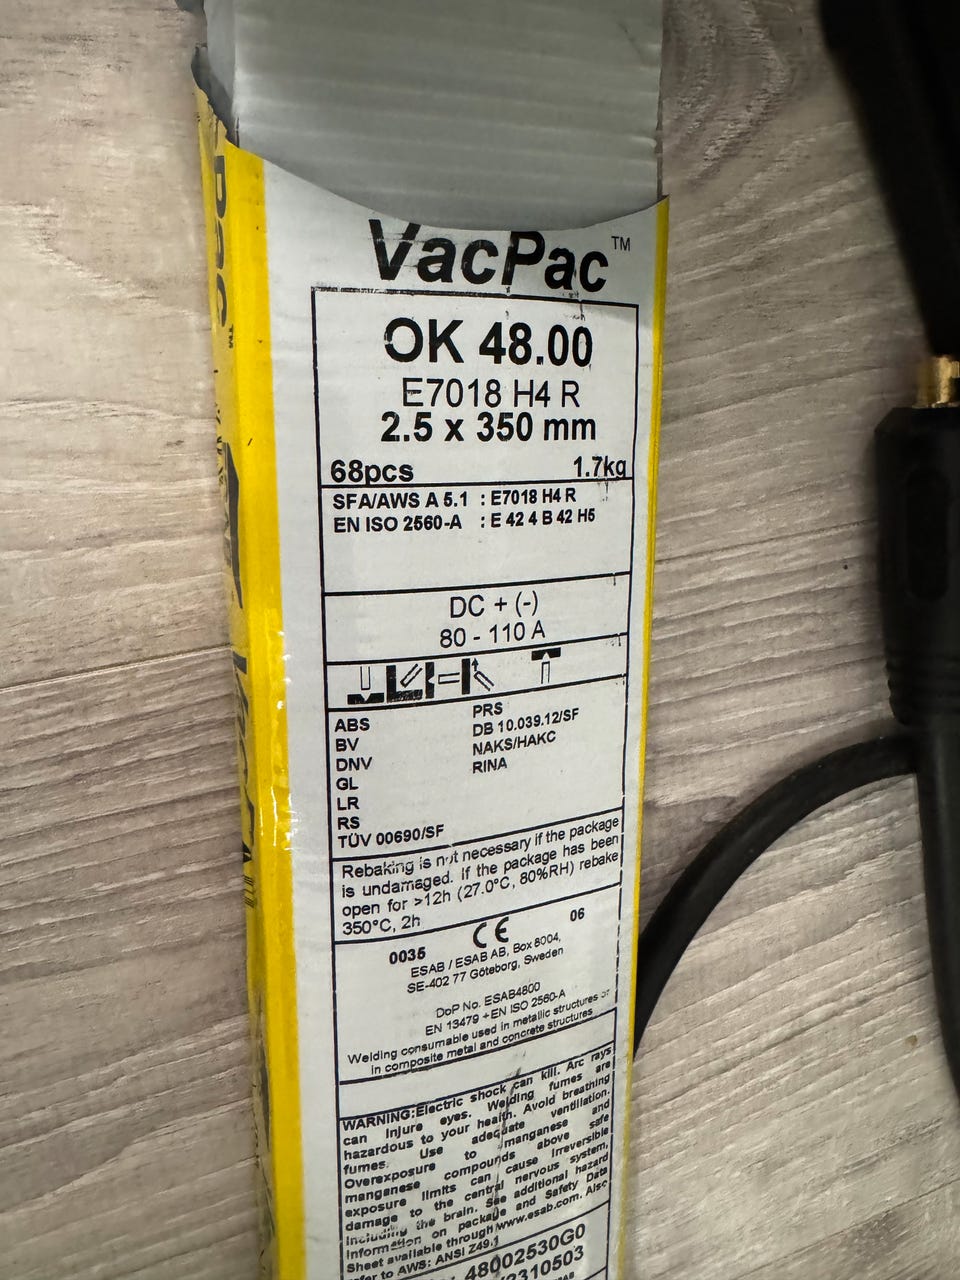 VacPac™
OK 48.00
E7018 H4 R
2.5 x 350 mm
68pcs 1.7kg
SFA/AWS A 5.1 : E7018 H4 R
EN ISO 2560-A : E 42 4 B 42 H5
DC + (-)
80 - 110 A
ABS
BV
DNV
GL
LR
RS
TÜV 00690/SF
PRS
DB 10.039.12/SF
NAKS/HAKC
RINA
Rebaking is not necessary if the package
is undamaged. If the package has been
open for >12h (27.0°C, 80%RH) rebake
350°C, 2h
CE
0035 06
ESAB / ESAB AB, Box 8004,
SE-402 77 Göteborg, Sweden
DoP No. ESAB4800
EN 13479 + EN ISO 2560-A
Welding consumable used in metallic structures or
in composite metal and concrete structures
WARNING:Electric shock can kill. Arc rays
can injure eyes. Welding fumes are
hazardous to your health. Avoid breathing
fumes. Use adequate ventilation.
Overexposure to manganese and
manganese compounds above safe
exposure limits can cause irreversible
damage to the central nervous system,
including the brain. See additional hazard
information on package and Safety Data
Sheet available through www.esab.com. Also
refer to AWS: ANSI Z49.1
48002530G0
2310503
Pac™